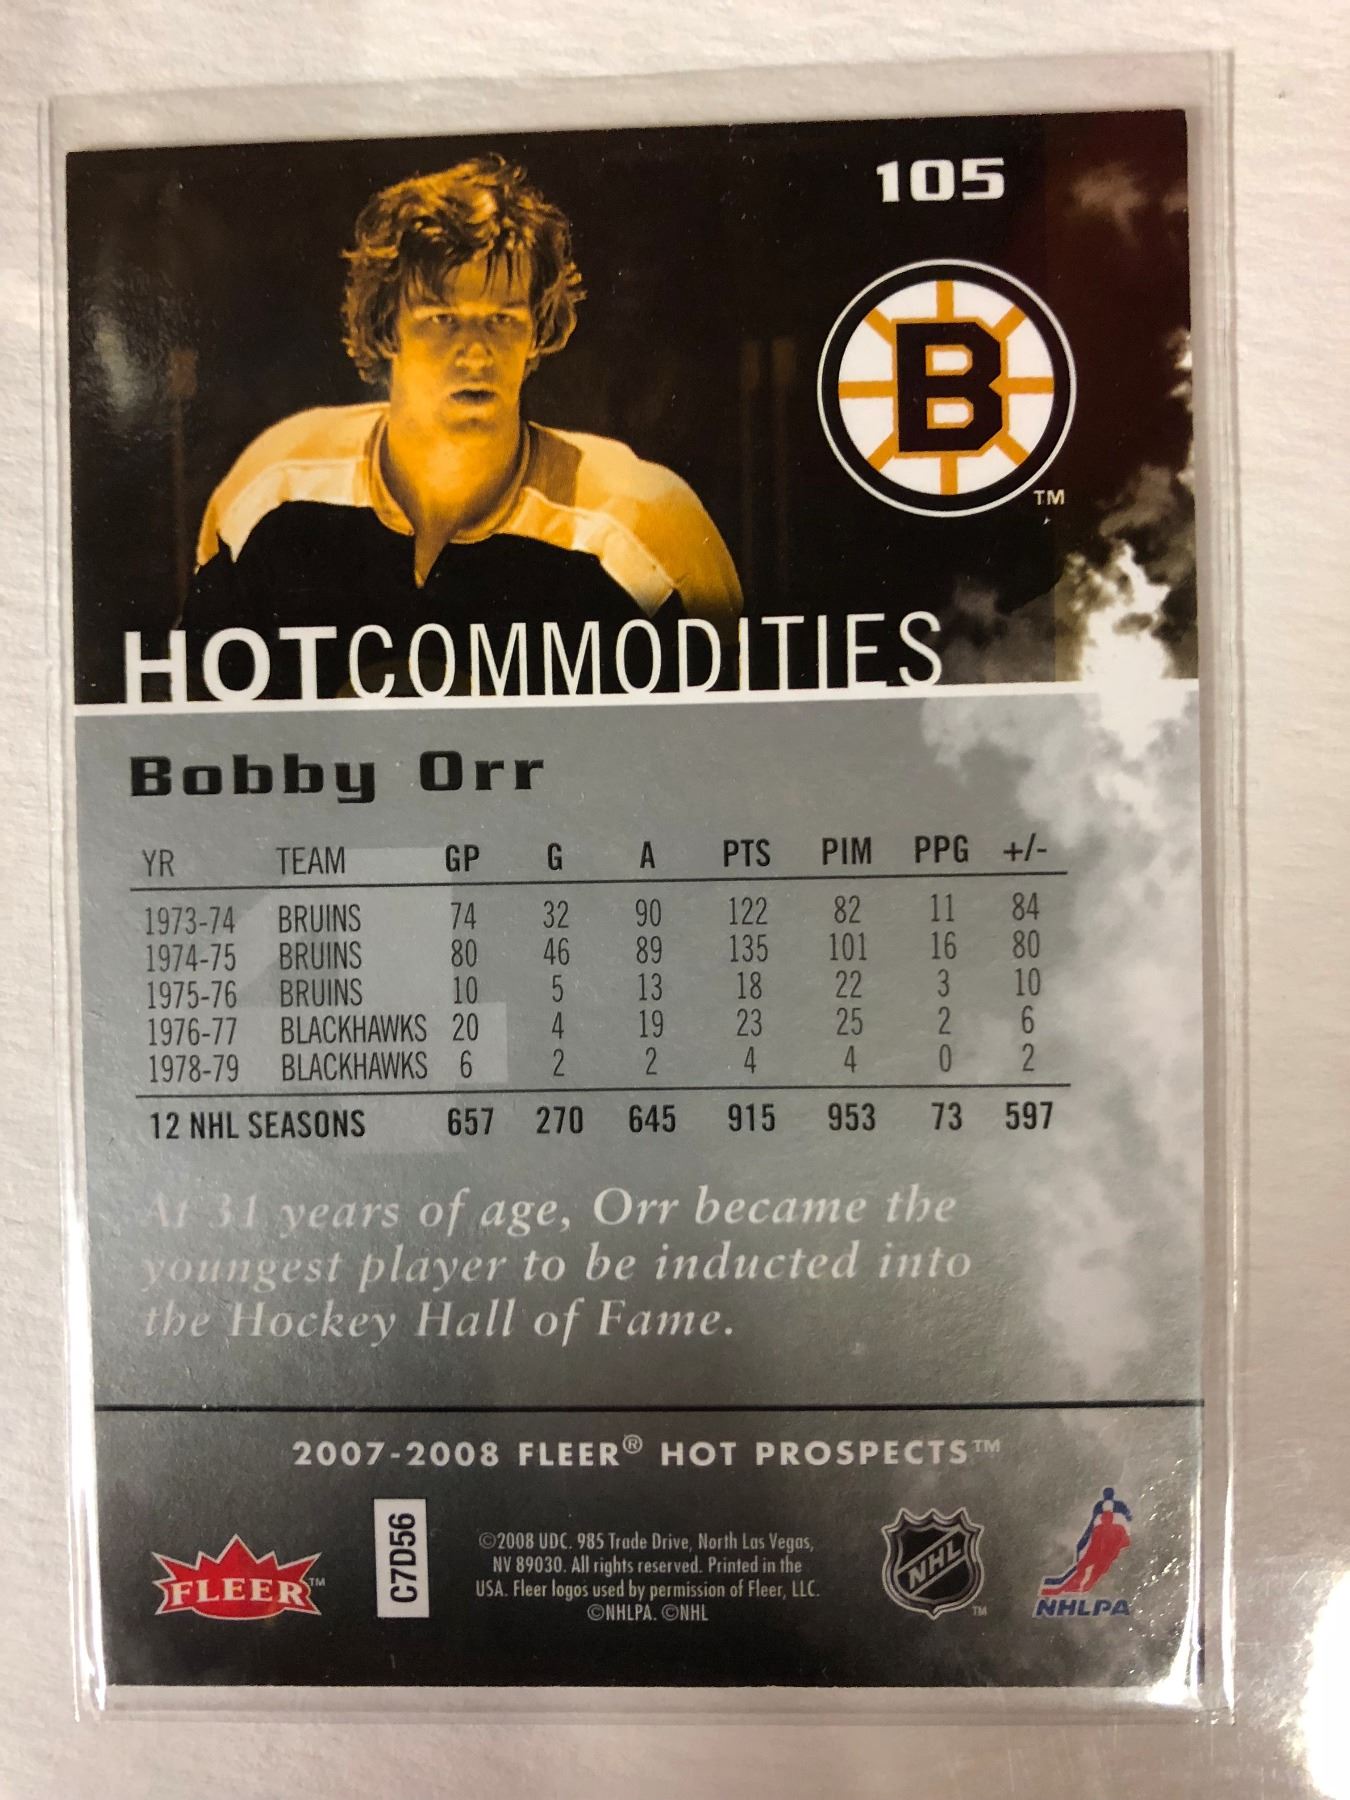 105
B
TM
HOTCOMMODITIES
Bobby Orr
YR TEAM GP G A PTS PIM PPG +/-
1973-74 BRUINS 74 32 90 122 82 11 84
1974-75 BRUINS 80 46 89 135 101 16 80
1975-76 BRUINS 10 5 13 18 22 3 10
1976-77 BLACKHAWKS 20 4 19 23 25 2 6
1978-79 BLACKHAWKS 6 2 2 4 4 0 2
12 NHL SEASONS 657 270 645 915 953 73 597
At 31 years of age, Orr became the
youngest player to be inducted into
the Hockey Hall of Fame.
2007-2008 FLEER® HOT PROSPECTS™
FLEER™
C7D56
©2008 UDC. 985 Trade Drive, North Las Vegas,
NV 89030. All rights reserved. Printed in the
USA. Fleer logos used by permission of Fleer, LLC.
©NHLPA. ©NHL
NHL TM
NHLPA